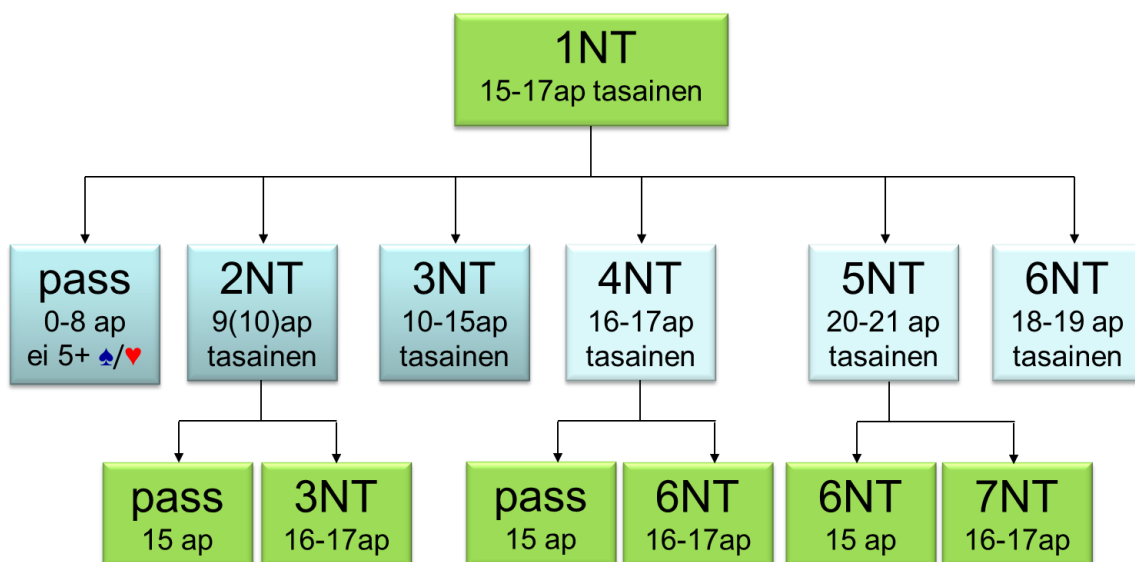 1NT
15-17ap tasainen
pass
0-8 ap
ei 5+ ♠/♥
2NT
9(10)ap
tasainen
3NT
10-15ap
tasainen
4NT
16-17ap
tasainen
5NT
20-21 ap
tasainen
6NT
18-19 ap
tasainen
pass
15 ap
3NT
16-17ap
pass
15 ap
6NT
16-17ap
6NT
15 ap
7NT
16-17ap